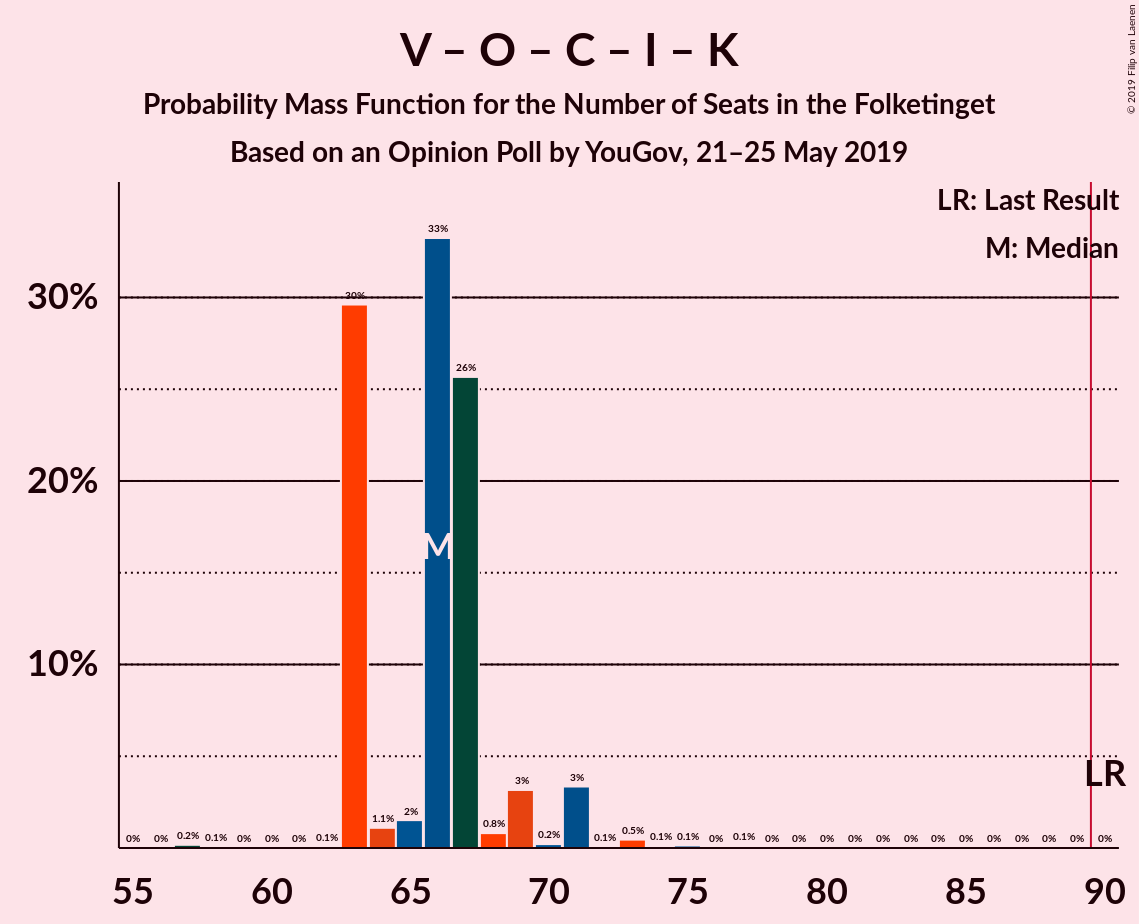 V – O – C – I – K
Probability Mass Function for the Number of Seats in the Folketinget
Based on an Opinion Poll by YouGov, 21–25 May 2019
© 2019 Filip van Laenen
LR: Last Result
M: Median
30%
20%
10%
0% 0% 0.2% 0.1% 0% 0% 0% 0.1% 30% 1.1% 2% 33% 26% 0.8% 3% 0.2% 3% 0.1% 0.5% 0.1% 0.1% 0% 0.1% 0% 0% 0% 0% 0% 0% 0% 0% 0% 0% 0% 0% 0%
M
LR
55 60 65 70 75 80 85 90